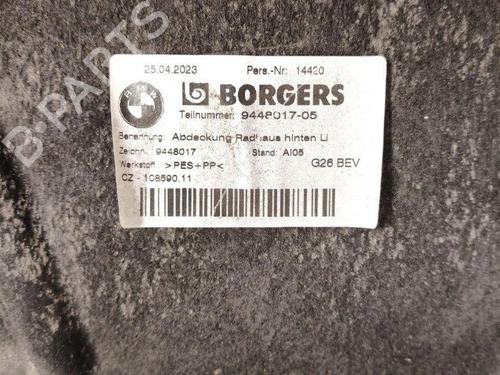 B-PARTS
25.04.2023 Pers.-Nr: 14420
BORGERS
Teilnummer: 9448017-05
Benennung: Abdeckung Radhaus hinten Li
Zeichn. 9448017 Stand: AI05
Werkstoff >PES+PP< G26 BEV
CZ - 108590.11